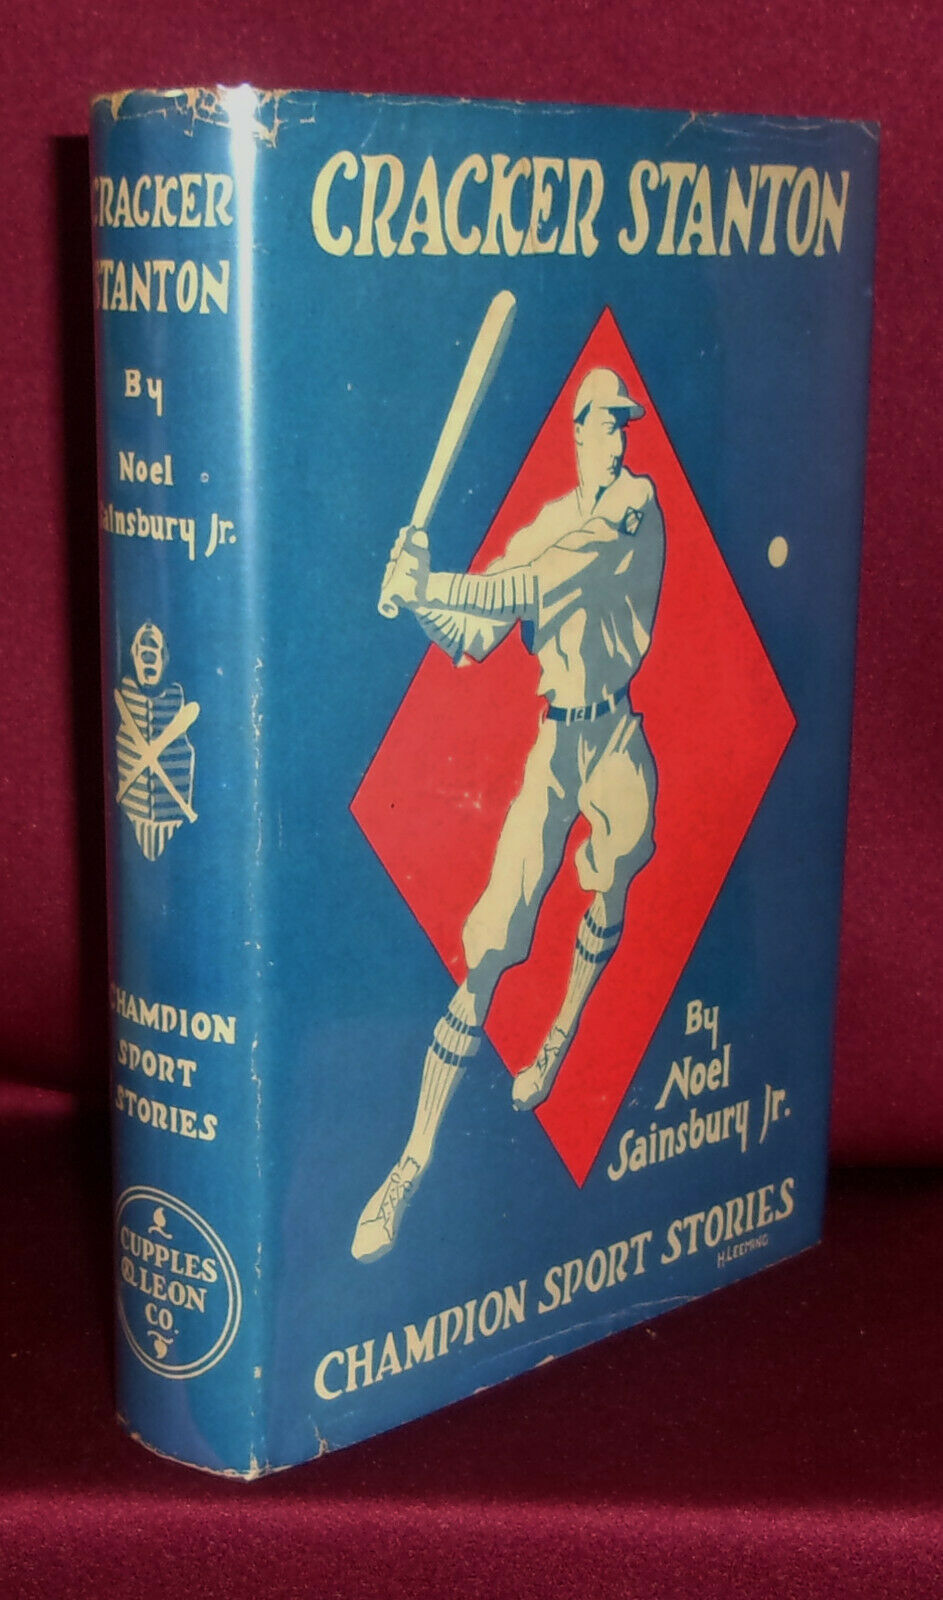 CRACKER STANTON
By
Noel
Sainsbury Jr.
CHAMPION SPORT STORIES
H. LEEMING
CRACKER
STANTON
By
Noel
Sainsbury Jr.
CHAMPION
SPORT
STORIES
CUPPLES
& LEON
CO.